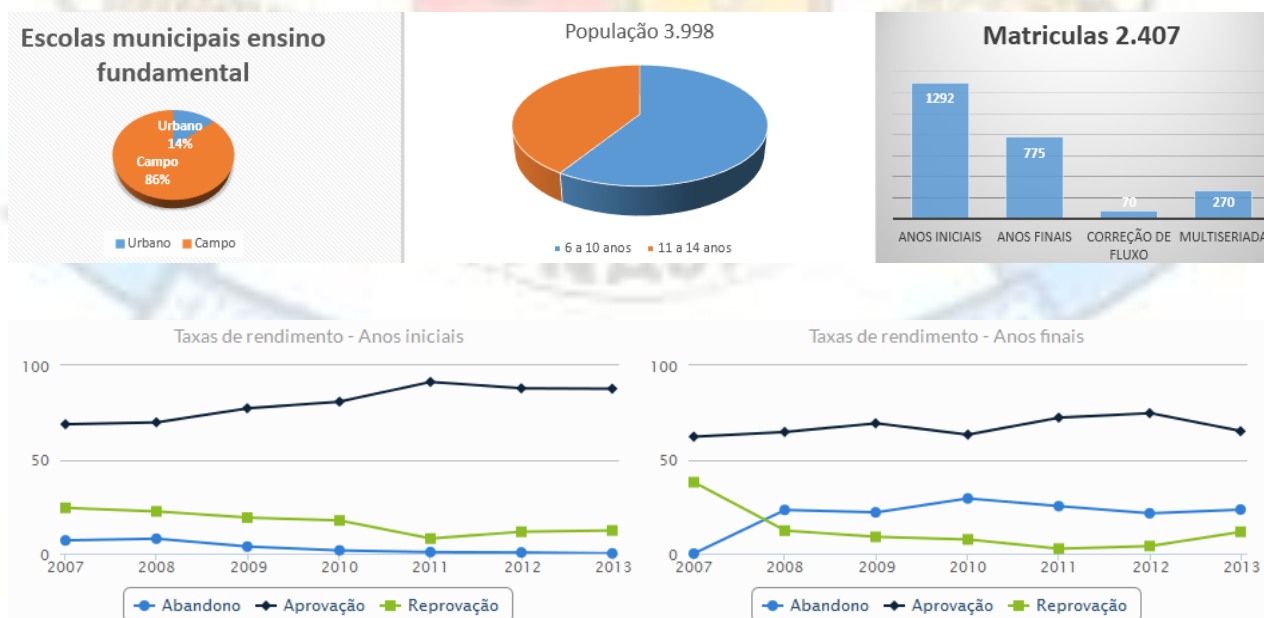 Escolas municipais ensino
fundamental
Urbano
14%
Campo
86%
Urbano Campo
População 3.998
6 a 10 anos 11 a 14 anos
Matriculas 2.407
1292
775
70
270
ANOS INICIAIS ANOS FINAIS CORREÇÃO DE MULTISERIADA
FLUXO
Taxas de rendimento - Anos iniciais
100
50
0
2007 2008 2009 2010 2011 2012 2013
Abandono Aprovação Reprovação
Taxas de rendimento - Anos finais
100
50
0
2007 2008 2009 2010 2011 2012 2013
Abandono Aprovação Reprovação